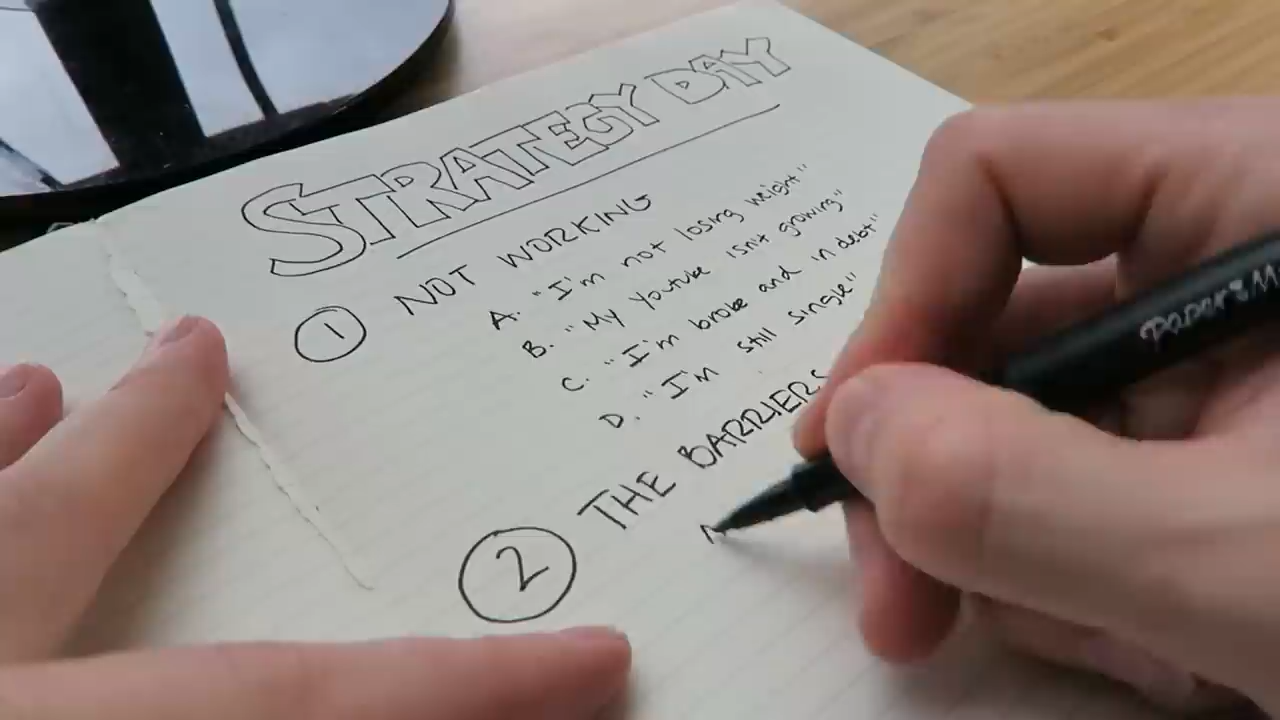 STRATEGY DAY
1 NOT WORKING
A. "I'm not losing weight"
B. "My Youtube isn't growing"
C. "I'm broke and in debt"
D. "I'm still single"
2 THE BARRIERS
Paper:M